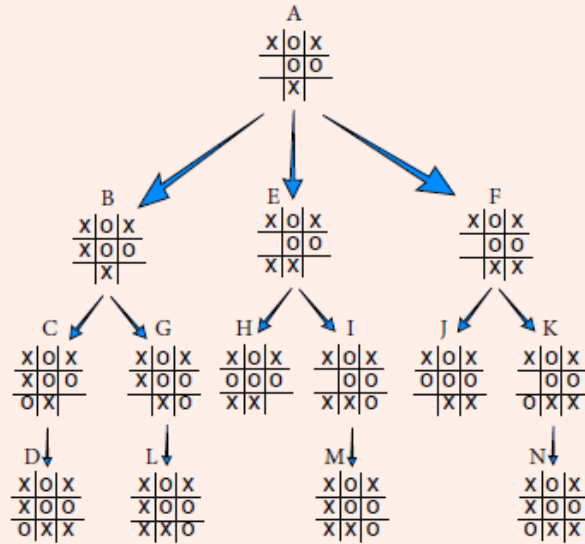 A
X O X
O O
X
B E F
X O X X O X X O X
X O O O O O O
X X X X X
C G H I J K
X O X X O X X O X X O X X O X X O X
X O O X O O O O O O O O O O O O
O X X O X X X X O X X O X X
D L M N
X O X X O X X O X X O X
X O O X O O X O O X O O
O X X X X O X X O O X X